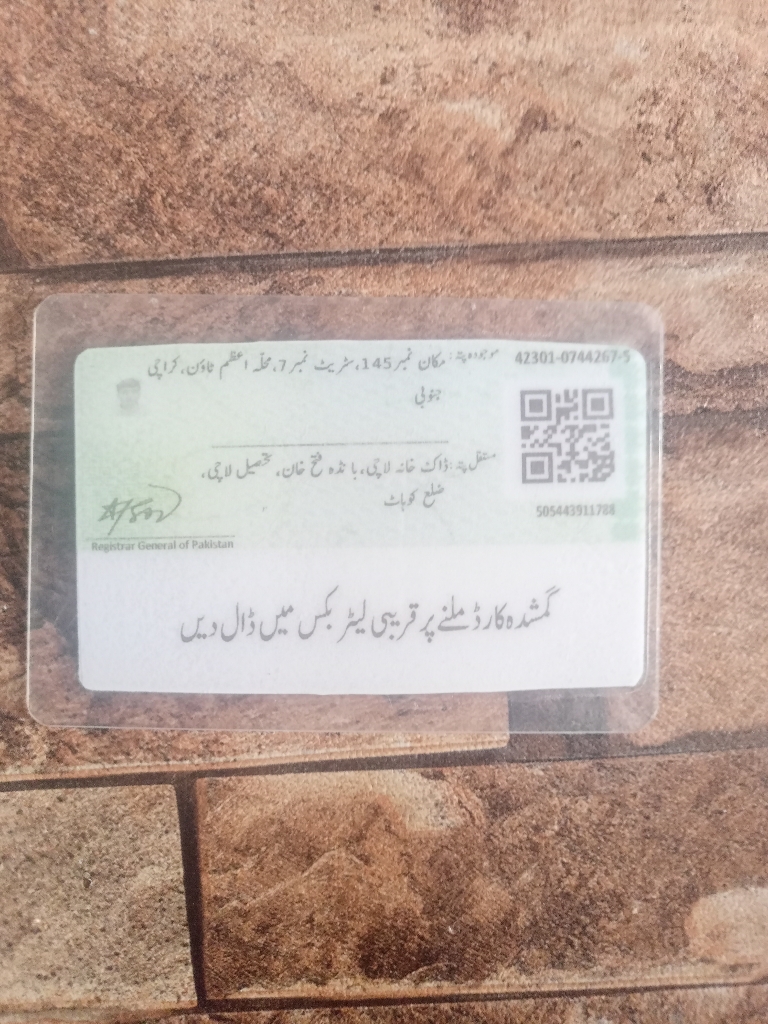 42301-0744267-5
موجودہ پتہ: مکان نمبر 145، سٹریٹ نمبر 7، محلّہ اعظم ٹاؤن، کراچی
جنوبی
مستقل پتہ: ڈاک خانہ لاچی، بانڈہ فتح خان، تحصیل لاچی،
ضلع کوہاٹ
505443911788
Registrar General of Pakistan
گمشدہ کارڈ ملنے پر قریبی لیٹر بکس میں ڈال دیں